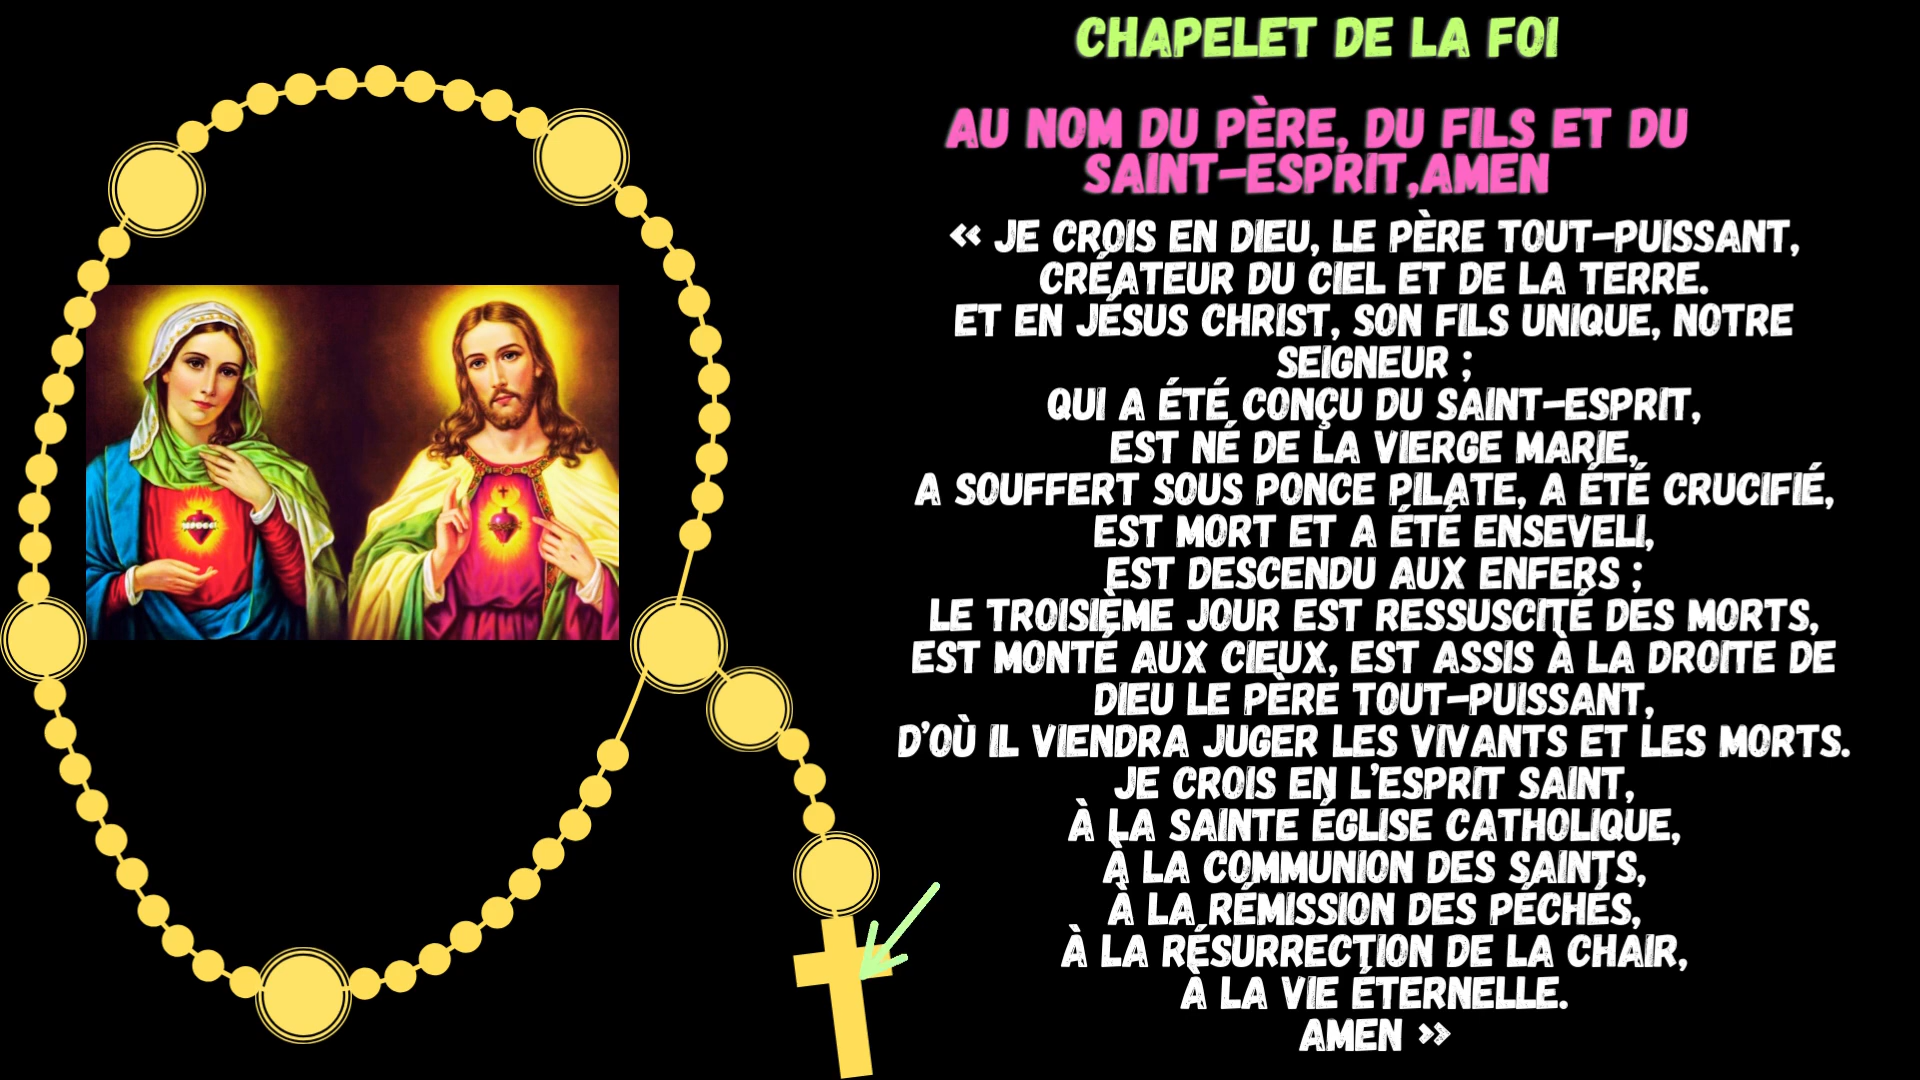 CHAPELET DE LA FOI
AU NOM DU PÈRE, DU FILS ET DU
SAINT-ESPRIT,AMEN
« JE CROIS EN DIEU, LE PÈRE TOUT-PUISSANT,
CRÉATEUR DU CIEL ET DE LA TERRE.
ET EN JÉSUS CHRIST, SON FILS UNIQUE, NOTRE
SEIGNEUR ;
QUI A ÉTÉ CONÇU DU SAINT-ESPRIT,
EST NÉ DE LA VIERGE MARIE,
A SOUFFERT SOUS PONCE PILATE, A ÉTÉ CRUCIFIÉ,
EST MORT ET A ÉTÉ ENSEVELI,
EST DESCENDU AUX ENFERS ;
LE TROISIÈME JOUR EST RESSUSCITÉ DES MORTS,
EST MONTÉ AUX CIEUX, EST ASSIS À LA DROITE DE
DIEU LE PÈRE TOUT-PUISSANT,
D'OÙ IL VIENDRA JUGER LES VIVANTS ET LES MORTS.
JE CROIS EN L'ESPRIT SAINT,
À LA SAINTE ÉGLISE CATHOLIQUE,
À LA COMMUNION DES SAINTS,
À LA RÉMISSION DES PÉCHÉS,
À LA RÉSURRECTION DE LA CHAIR,
À LA VIE ÉTERNELLE.
AMEN »